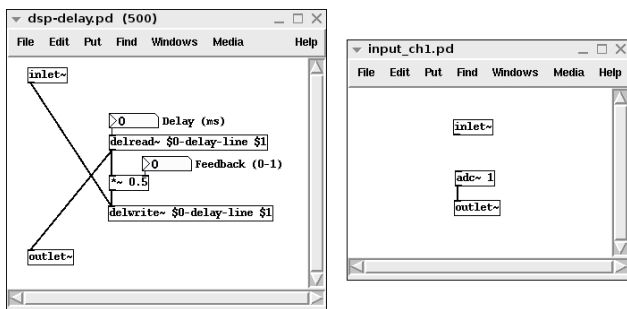 dsp-delay.pd (500)
File Edit Put Find Windows Media Help
inlet~
0 Delay (ms)
delread~ $0-delay-line $1
0 Feedback (0-1)
*~ 0.5
delwrite~ $0-delay-line $1
outlet~
input_ch1.pd
File Edit Put Find Windows Media Help
inlet~
adc~ 1
outlet~